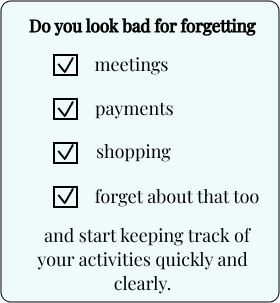 Do you look bad for forgetting
meetings
payments
shopping
forget about that too
and start keeping track of
your activities quickly and
clearly.